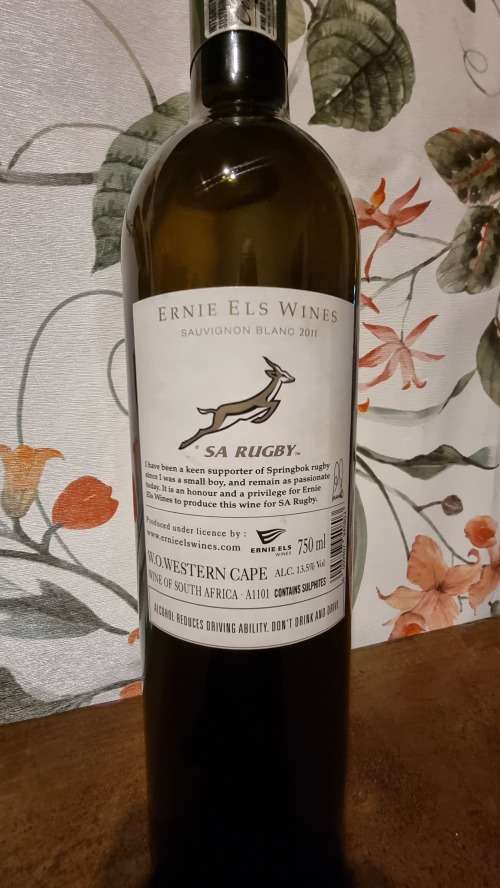 ERNIE ELS WINES
SAUVIGNON BLANC 2011
SA RUGBY™
I have been a keen supporter of Springbok rugby
since I was a small boy, and remain as passionate
today. It is an honour and a privilege for Ernie
Els Wines to produce this wine for SA Rugby.
Produced under licence by :
www.ernieelswines.com
ERNIE ELS
WINES
750 ml
W.O.WESTERN CAPE ALC. 13.5% Vol
WINE OF SOUTH AFRICA · A1101 CONTAINS SULPHITES
ALCOHOL REDUCES DRIVING ABILITY, DON'T DRINK AND DRIVE.